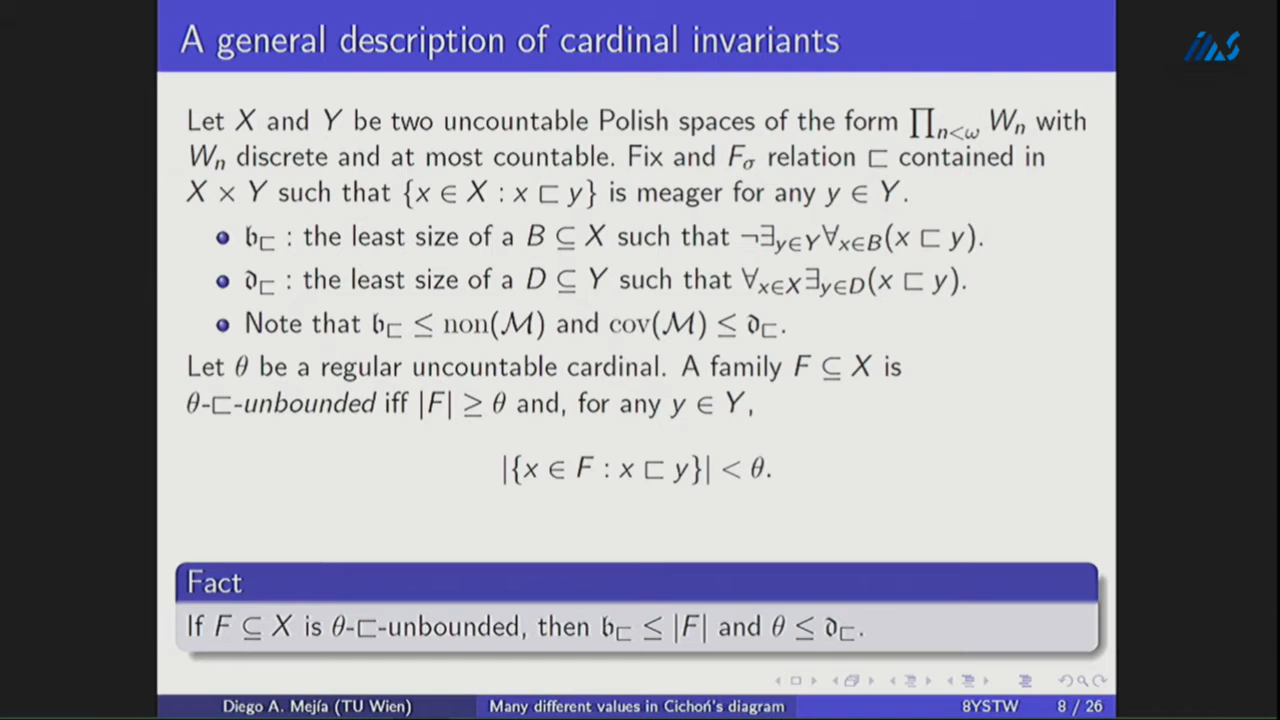 A general description of cardinal invariants
Let X and Y be two uncountable Polish spaces of the form ∏_{n<ω} W_n with
W_n discrete and at most countable. Fix and F_σ relation ⊏ contained in
X × Y such that {x ∈ X : x ⊏ y} is meager for any y ∈ Y.
𝔟_⊏ : the least size of a B ⊆ X such that ¬∃_{y∈Y}∀_{x∈B}(x ⊏ y).
𝔡_⊏ : the least size of a D ⊆ Y such that ∀_{x∈X}∃_{y∈D}(x ⊏ y).
Note that 𝔟_⊏ ≤ non(ℳ) and cov(ℳ) ≤ 𝔡_⊏.
Let θ be a regular uncountable cardinal. A family F ⊆ X is
θ-⊏-unbounded iff |F| ≥ θ and, for any y ∈ Y,
|{x ∈ F : x ⊏ y}| < θ.
Fact
If F ⊆ X is θ-⊏-unbounded, then 𝔟_⊏ ≤ |F| and θ ≤ 𝔡_⊏.
Diego A. Mejía (TU Wien) Many different values in Cichoń's diagram 8YSTW 8 / 26